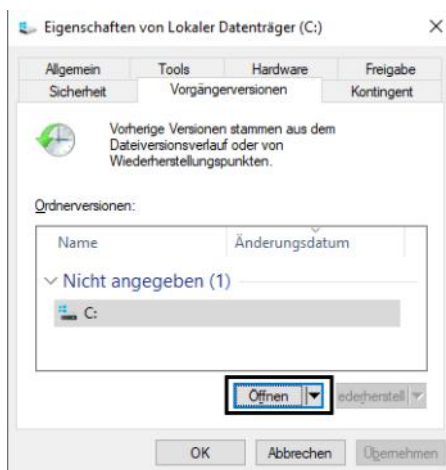 Eigenschaften von Lokaler Datenträger (C:)
Allgemein Tools Hardware Freigabe
Sicherheit Vorgängerversionen Kontingent
Vorherige Versionen stammen aus dem
Dateiversionsverlauf oder von
Wiederherstellungspunkten.
Ordnerversionen:
Name Änderungsdatum
Nicht angegeben (1)
C:
Öffnen ederherstell
OK Abbrechen Übernehmen